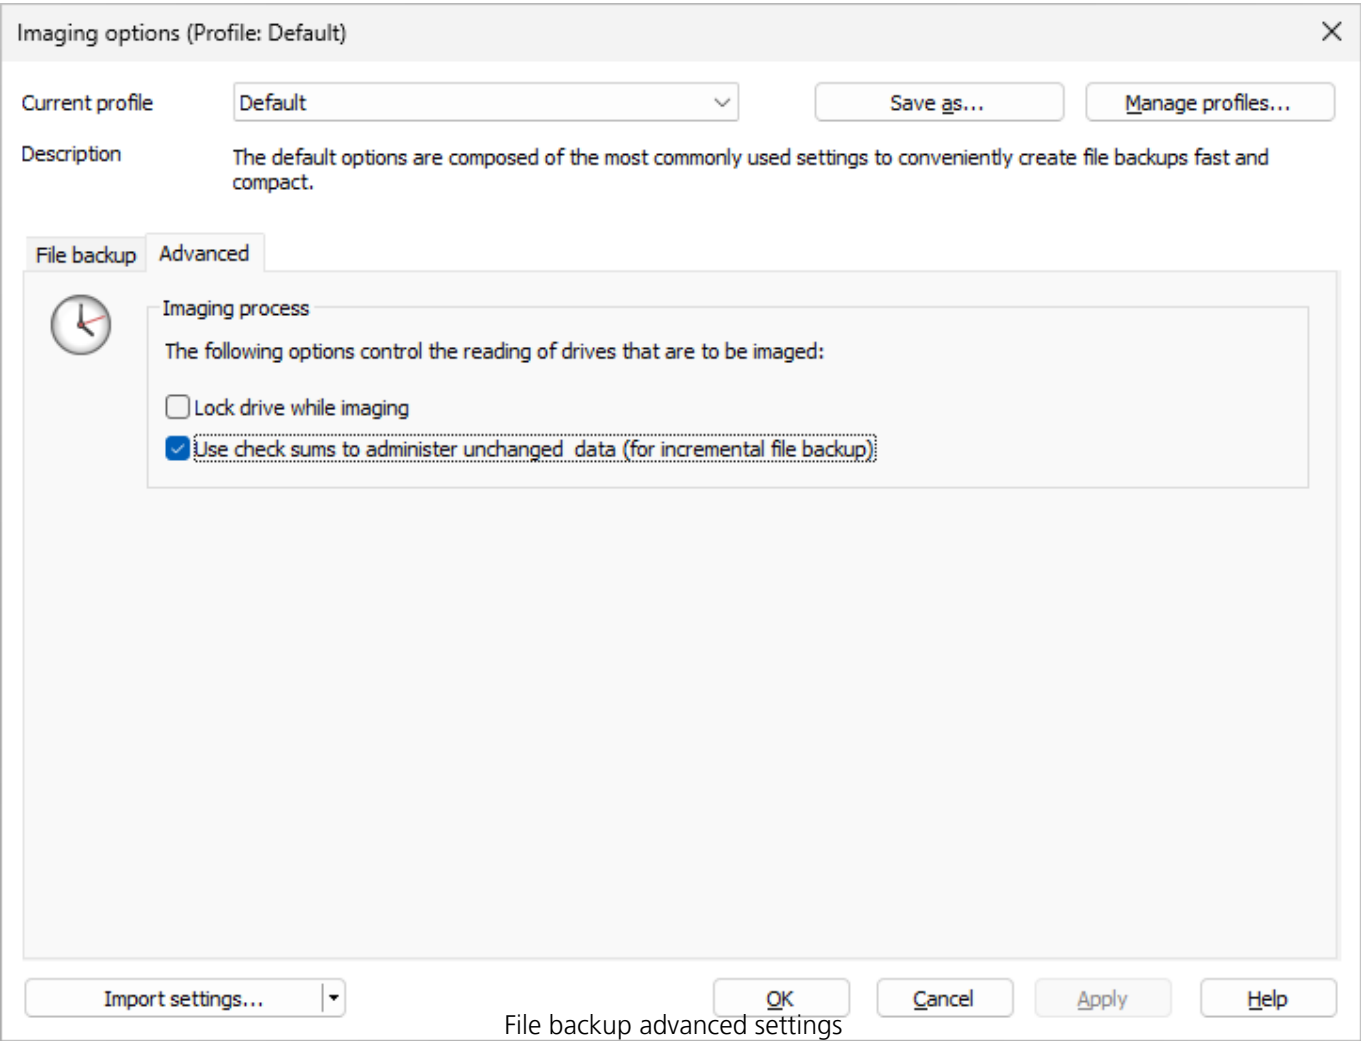 Imaging options (Profile: Default)
Current profile
Default
Save as...
Manage profiles...
Description
The default options are composed of the most commonly used settings to conveniently create file backups fast and
compact.
File backup
Advanced
Imaging process
The following options control the reading of drives that are to be imaged:
Lock drive while imaging
Use check sums to administer unchanged  data (for incremental file backup)
Import settings...
OK
Cancel
Apply
Help
File backup advanced settings